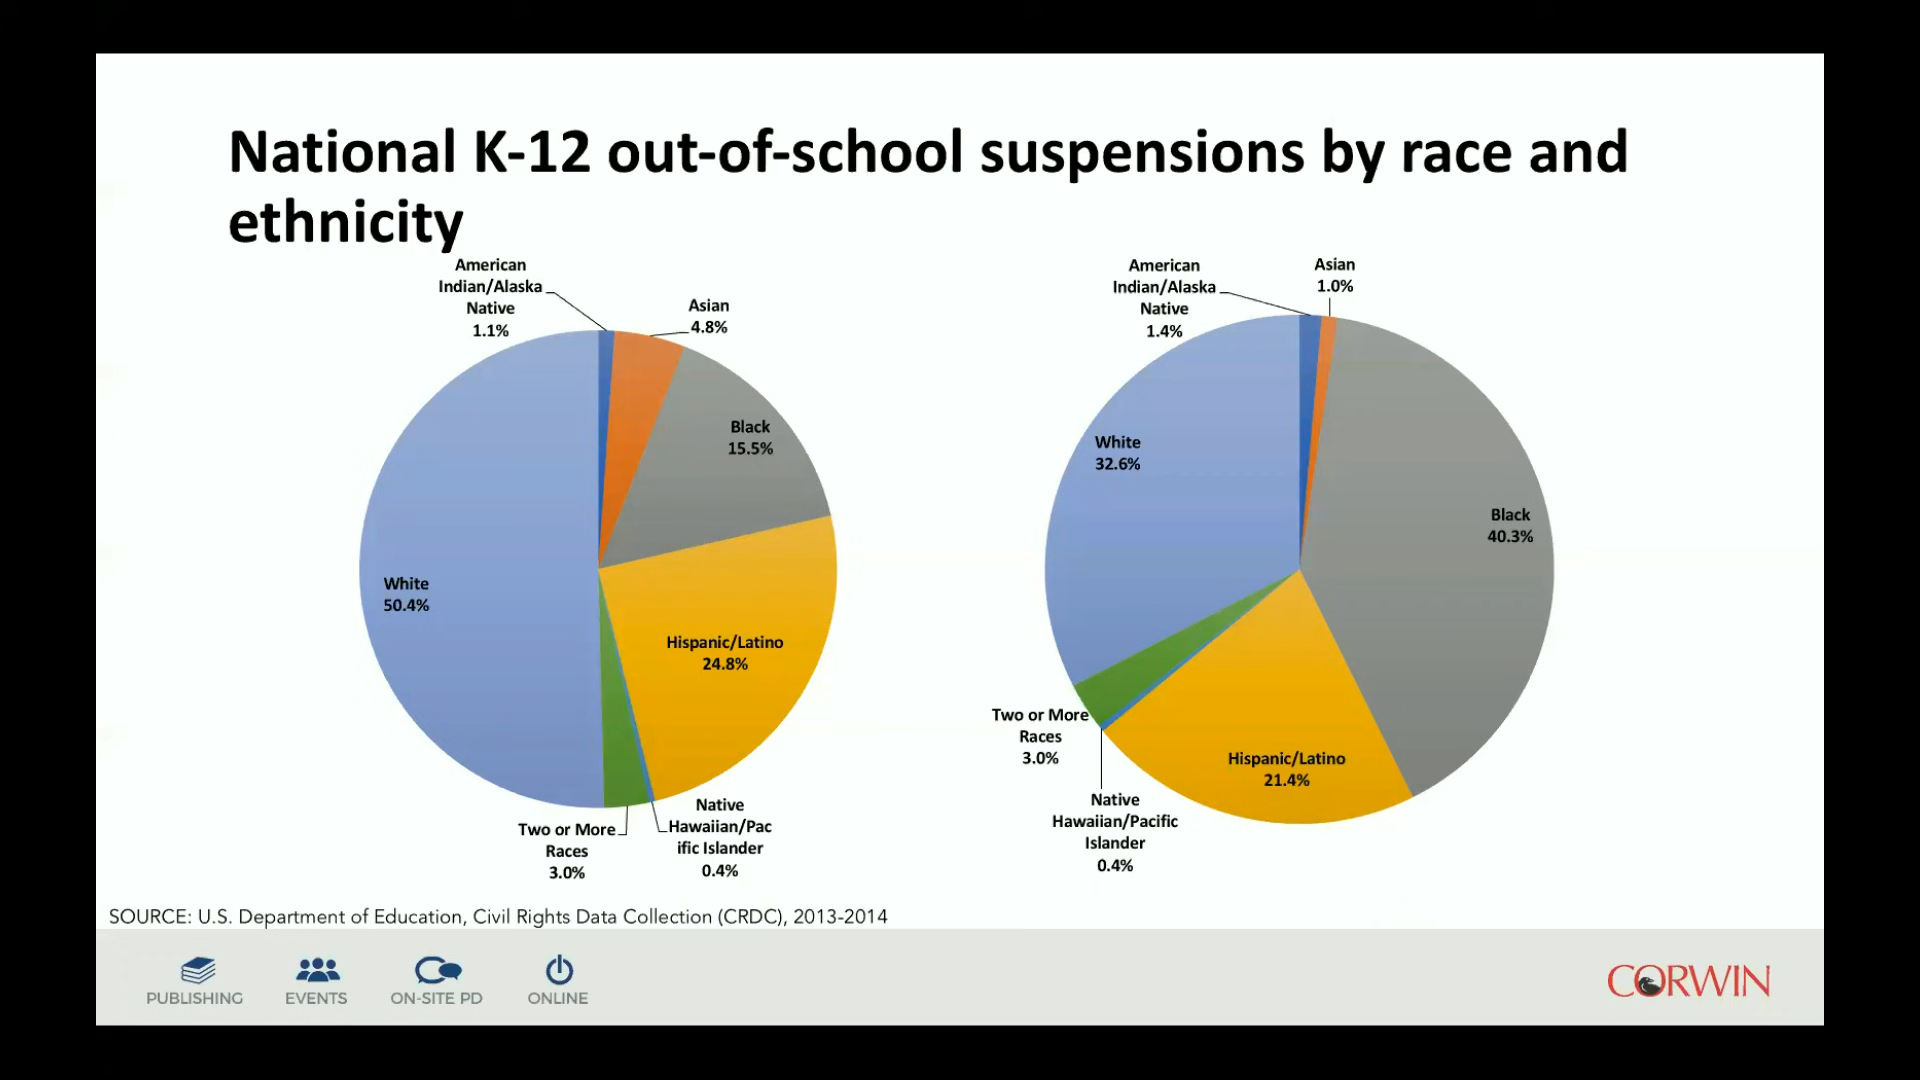 National K-12 out-of-school suspensions by race and
ethnicity
American
Indian/Alaska
Native
1.1%
Asian
4.8%
Black
15.5%
Hispanic/Latino
24.8%
Native
Hawaiian/Pac
ific Islander
0.4%
Two or More
Races
3.0%
White
50.4%
American
Indian/Alaska
Native
1.4%
Asian
1.0%
Black
40.3%
Hispanic/Latino
21.4%
Native
Hawaiian/Pacific
Islander
0.4%
Two or More
Races
3.0%
White
32.6%
SOURCE: U.S. Department of Education, Civil Rights Data Collection (CRDC), 2013-2014
PUBLISHING
EVENTS
ON-SITE PD
ONLINE
CORWIN